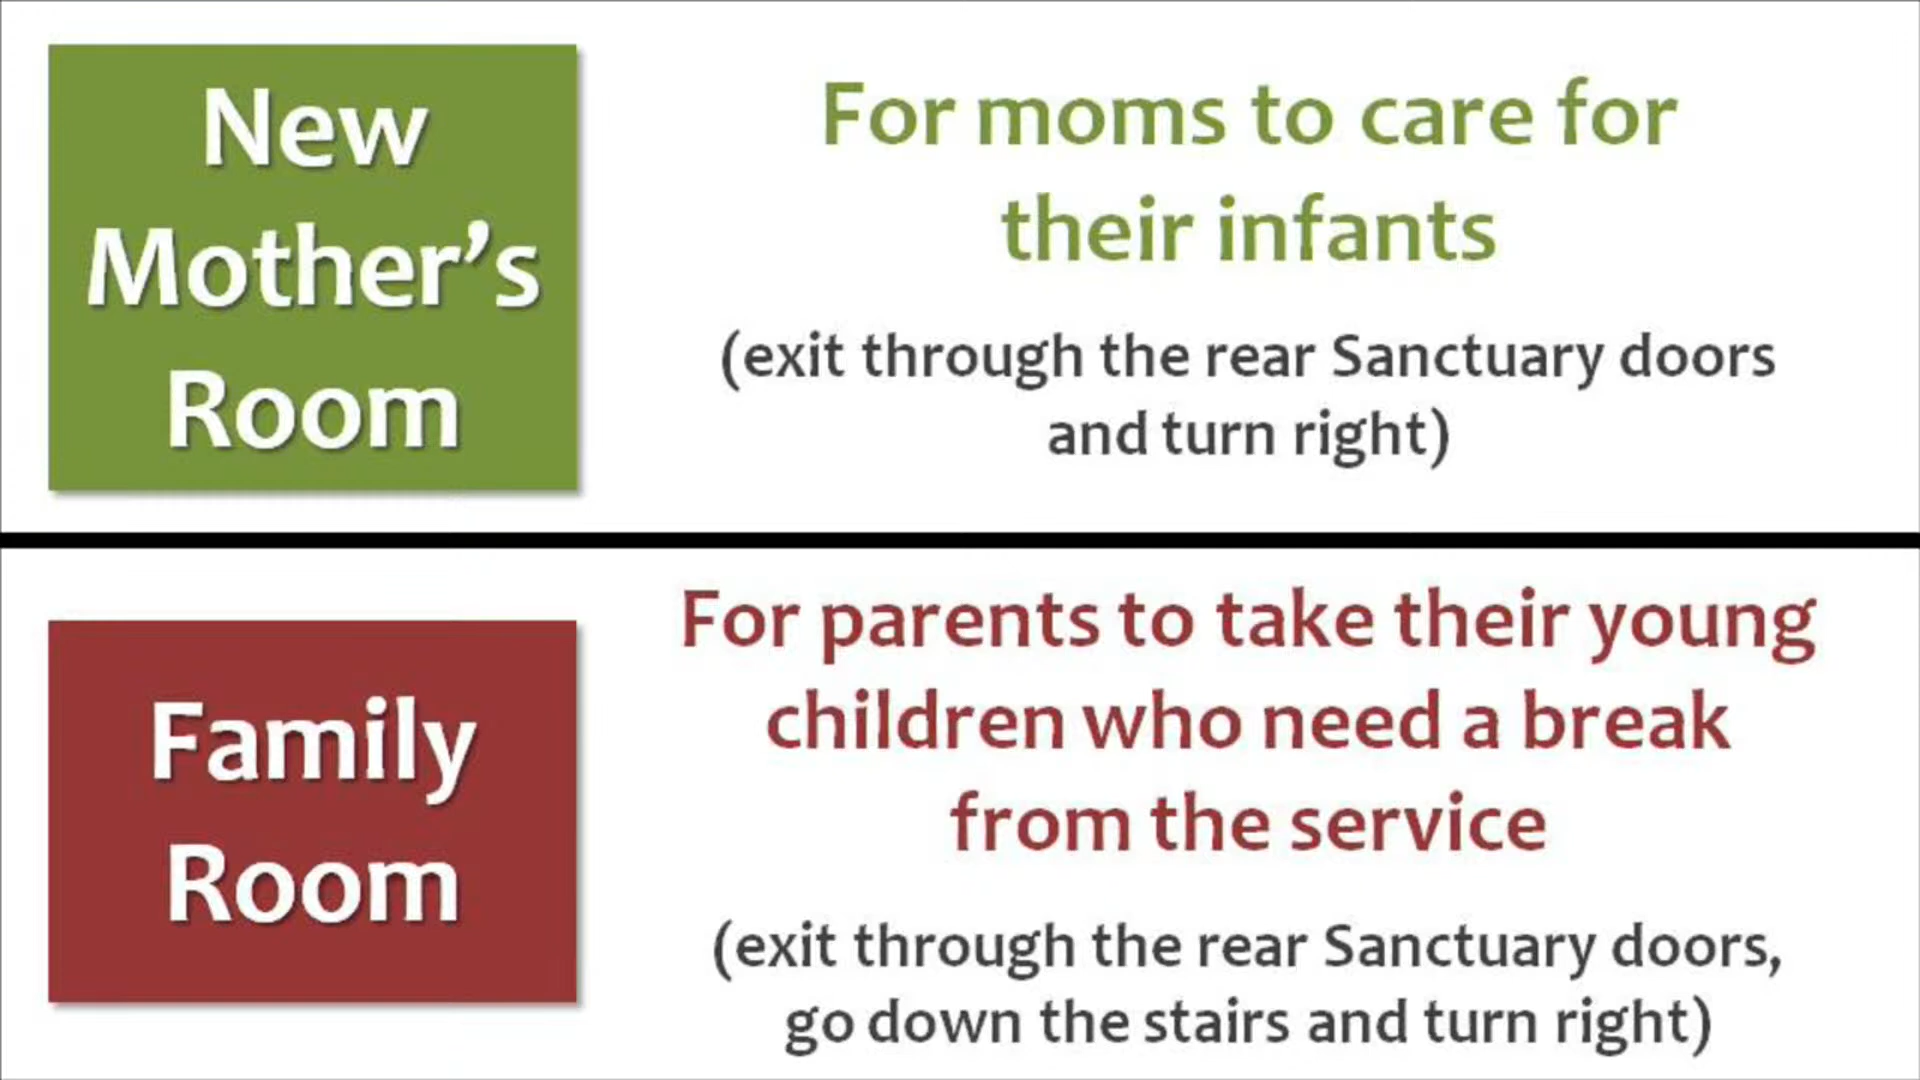 New
Mother’s
Room
For moms to care for
their infants
(exit through the rear Sanctuary doors
and turn right)
Family
Room
For parents to take their young
children who need a break
from the service
(exit through the rear Sanctuary doors,
go down the stairs and turn right)